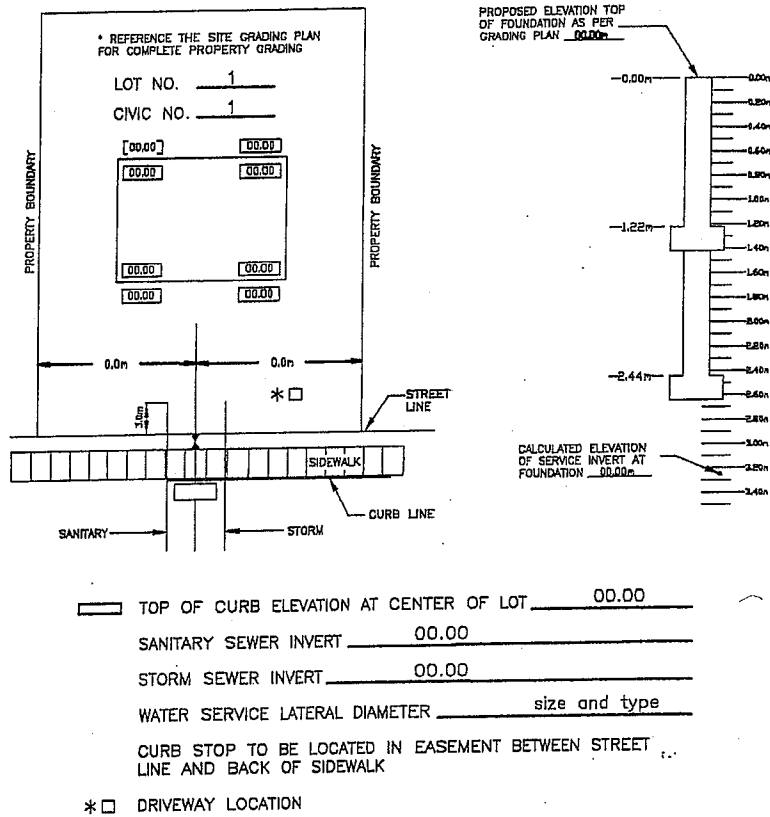 * REFERENCE THE SITE GRADING PLAN
FOR COMPLETE PROPERTY GRADING
LOT NO. 1
CIVIC NO. 1
[00.00] 00.00
00.00 00.00
00.00 00.00
00.00 00.00
PROPERTY BOUNDARY
PROPERTY BOUNDARY
0.0m 0.0m
*
3.0m
STREET
LINE
SIDEWALK
CURB LINE
SANITARY
STORM
PROPOSED ELEVATION TOP
OF FOUNDATION AS PER
GRADING PLAN 00.00m
-0.00m
-1.22m
-2.44m
0.00m
0.20m
0.40m
0.60m
0.80m
1.00m
1.20m
1.40m
1.60m
1.80m
2.00m
2.20m
2.40m
2.60m
2.80m
3.00m
3.20m
3.40m
CALCULATED ELEVATION
OF SERVICE INVERT AT
FOUNDATION 00.00m
TOP OF CURB ELEVATION AT CENTER OF LOT 00.00
SANITARY SEWER INVERT 00.00
STORM SEWER INVERT 00.00
WATER SERVICE LATERAL DIAMETER size and type
CURB STOP TO BE LOCATED IN EASEMENT BETWEEN STREET
LINE AND BACK OF SIDEWALK
*□ DRIVEWAY LOCATION